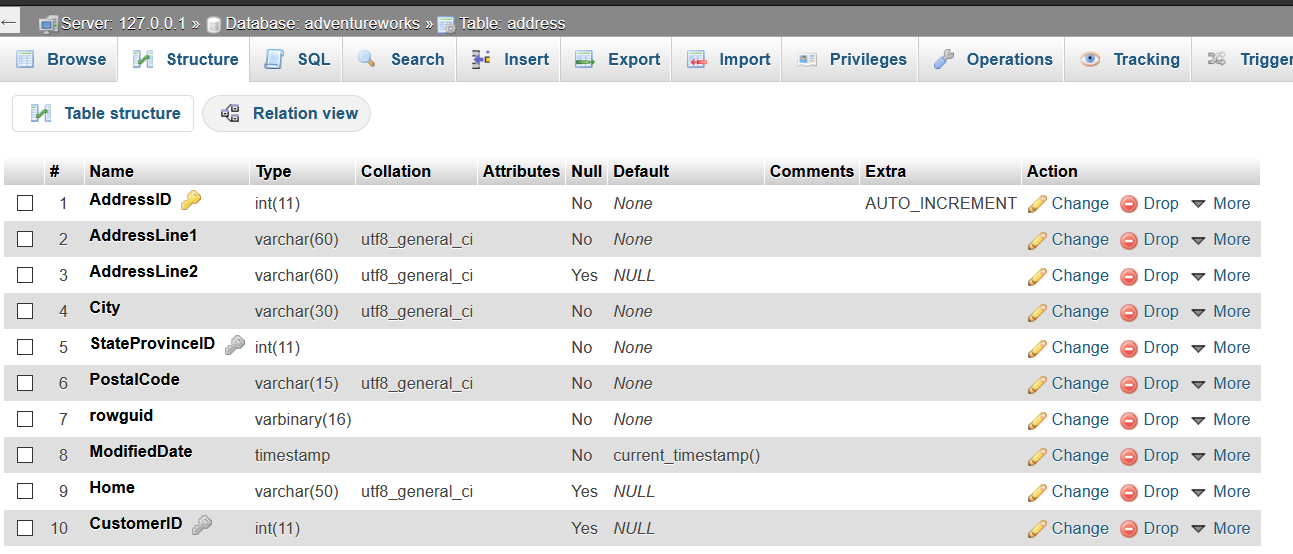 ← Server: 127.0.0.1 » Database: adventureworks » Table: address
Browse Structure SQL Search Insert Export Import Privileges Operations Tracking Trigger
Table structure Relation view
# Name Type Collation Attributes Null Default Comments Extra Action
1 AddressID int(11) No None AUTO_INCREMENT Change Drop More
2 AddressLine1 varchar(60) utf8_general_ci No None Change Drop More
3 AddressLine2 varchar(60) utf8_general_ci Yes NULL Change Drop More
4 City varchar(30) utf8_general_ci No None Change Drop More
5 StateProvinceID int(11) No None Change Drop More
6 PostalCode varchar(15) utf8_general_ci No None Change Drop More
7 rowguid varbinary(16) No None Change Drop More
8 ModifiedDate timestamp No current_timestamp() Change Drop More
9 Home varchar(50) utf8_general_ci Yes NULL Change Drop More
10 CustomerID int(11) Yes NULL Change Drop More